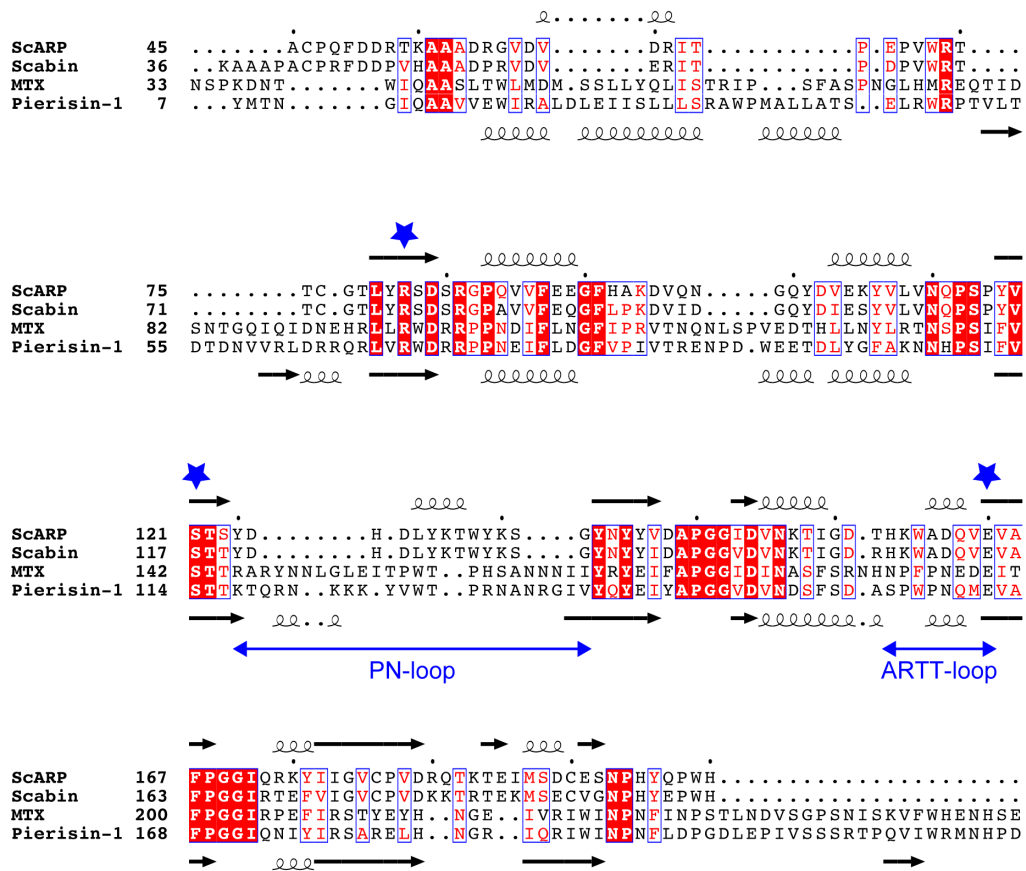 ScARP 45 ........ACPQFDDRTKAAADRGVDV........DRIT............P.EPVWRT....
Scabin 36 ..KAAAPACPRFDDPVHAAADPRVDV........ERIT............P.DPVWRT....
MTX 33 NSPKDNT.......WIQAASLTWLMDM.SSLLYQLISTRIP...SFASPNGLHMREQTID
Pierisin-1 7 ...YMTN.......GIQAAVVEWIRALDLEIISLLLSRAWPMALLATS..ELRWRPTVLT
ScARP 75 ........TC.GTLYRSDSRGPQVVFEEGFHAKDVQN.....GQYDVEKYVLVNQPSPYV
Scabin 71 ........TC.GTLYRSDSRGPAVVFEQGFLPKDVID.....GQYDIESYVLVNQPSPYV
MTX 82 SNTGQIQIDNEHRLLRWDRRPPNDIFLNGFIPRVTNQNLSPVEDTHLLNYLRTNSPSIFV
Pierisin-1 55 DTDNVVRLDRRQRLVRWDRRPPNEIFLDGFVPIVTRENPD.WEETDLYGFAKNNHPSIFV
ScARP 121 STSYD........H.DLYKTWYKS....GYNYYVDAPGGIDVNKTIGD.THKWADQVEVA
Scabin 117 STTYD........H.DLYKTWYKS....GYNYYVDAPGGIDVNKTIGD.RHKWADQVEVA
MTX 142 STTRARYNNLGLEITPWT..PHSANNNIIYRYEIFAPGGIDINASFSRNHNPFPNEDEIT
Pierisin-1 114 STTKTQRN..KKK.YVWT..PRNANRGIVYQYEIYAPGGVDVNDSFSD.ASPWPNQMEVA
PN-loop ARTT-loop
ScARP 167 FPGGIQRKYIIGVCPVDRQTKTEIMSDCESNPHYQPWH......................
Scabin 163 FPGGIRTEFVIGVCPVDKKTRTEKMSECVGNPHYEPWH......................
MTX 200 FPGGIRPEFIRSTYEYH..NGE..IVRIWINPNFINPSTLNDVSGPSNISKVFWHENHSE
Pierisin-1 168 FPGGIQNIYIRSARELH..NGR..IQRIWINPNFLDPGDLEPIVSSSRTPQVIWRMNHPD